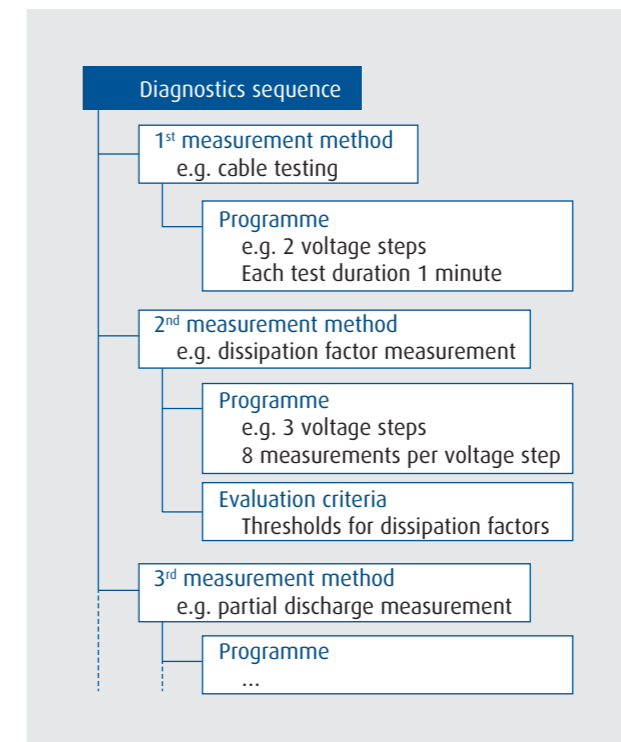 Diagnostics sequence
1st measurement method
e.g. cable testing
Programme
e.g. 2 voltage steps
Each test duration 1 minute
2nd measurement method
e.g. dissipation factor measurement
Programme
e.g. 3 voltage steps
8 measurements per voltage step
Evaluation criteria
Thresholds for dissipation factors
3rd measurement method
e.g. partial discharge measurement
Programme
...